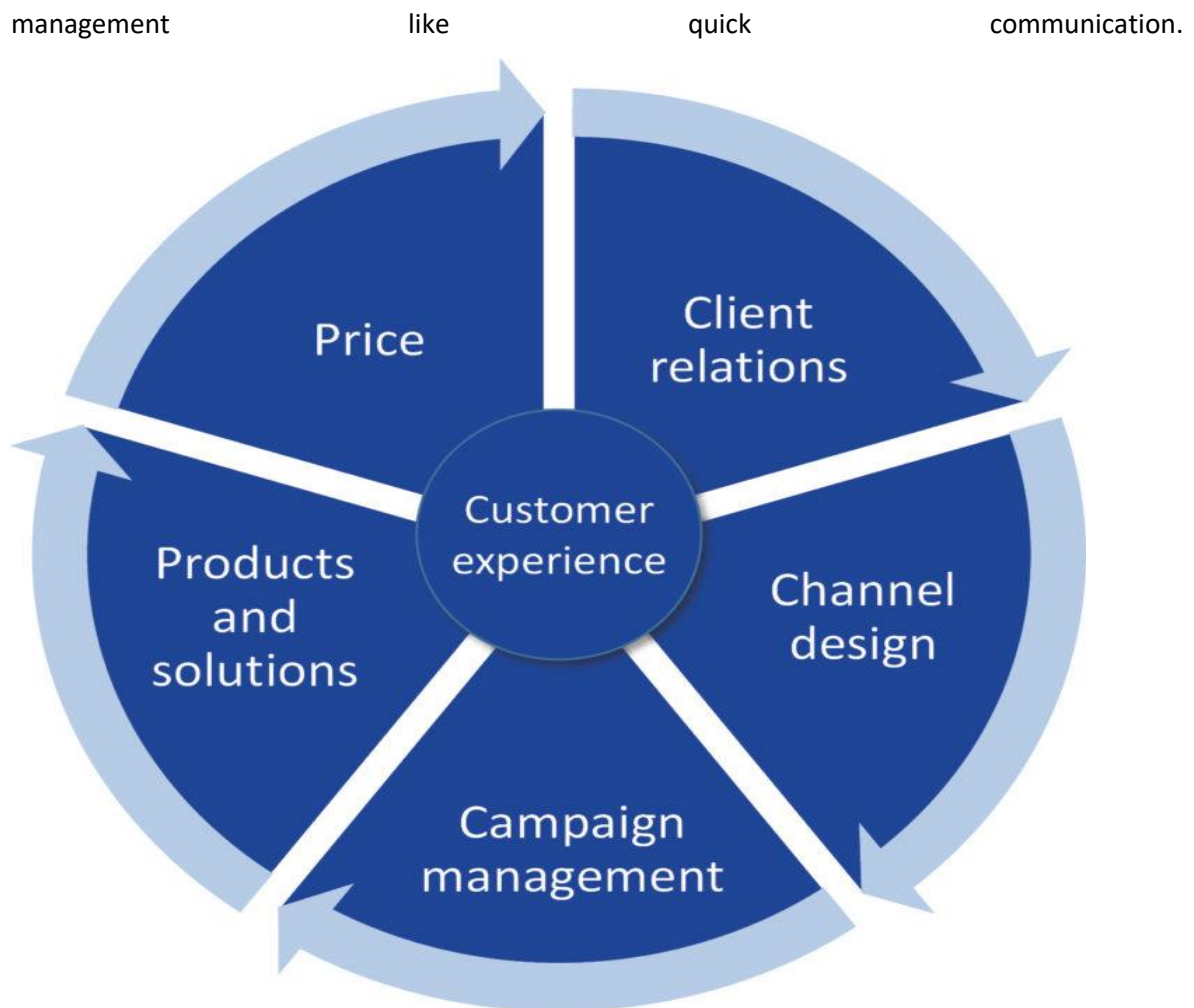 management like quick communication.
Price
Client
relations
Customer
experience
Products
and
solutions
Channel
design
Campaign
management